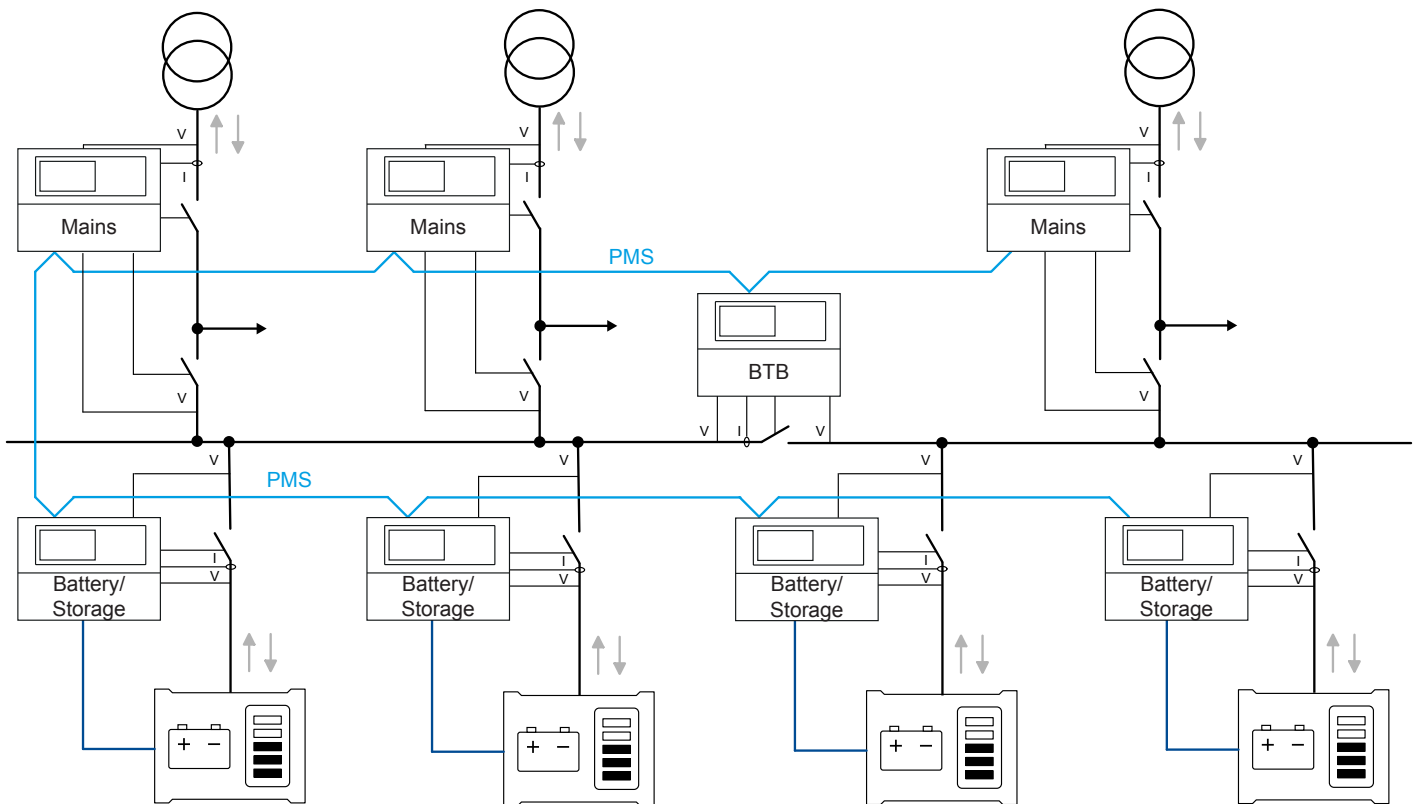 V
V
V
I
I
I
Mains
Mains
Mains
PMS
BTB
V
V
V
V
I
V
V
V
V
V
PMS
I
I
I
I
V
V
V
V
Battery/
Storage
Battery/
Storage
Battery/
Storage
Battery/
Storage
+ −
+ −
+ −
+ −